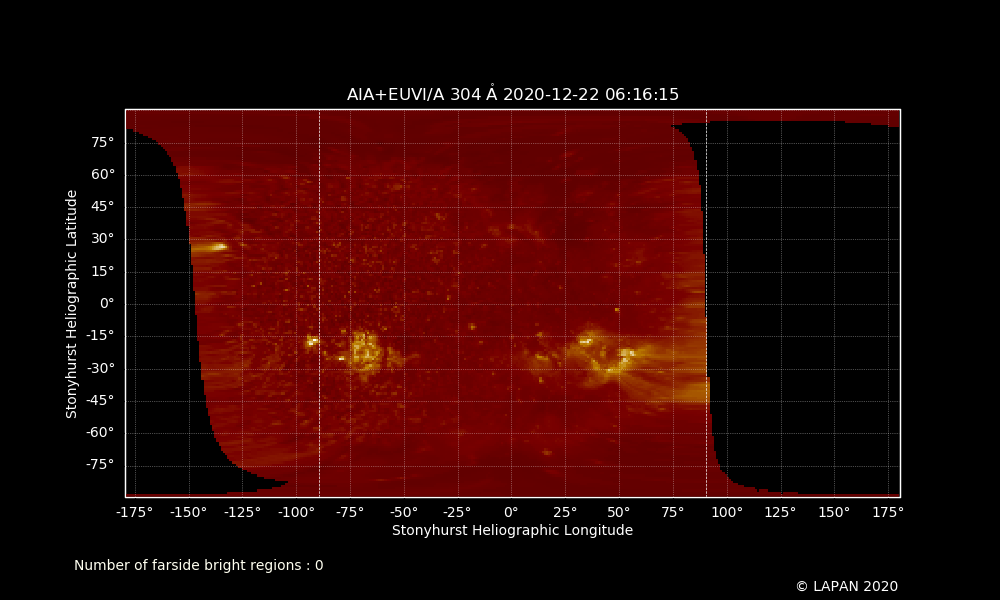 AIA+EUVI/A 304 Å 2020-12-22 06:16:15
75°
60°
45°
30°
15°
0°
-15°
-30°
-45°
-60°
-75°
Stonyhurst Heliographic Latitude
-175° -150° -125° -100° -75° -50° -25° 0° 25° 50° 75° 100° 125° 150° 175°
Stonyhurst Heliographic Longitude
Number of farside bright regions : 0
© LAPAN 2020